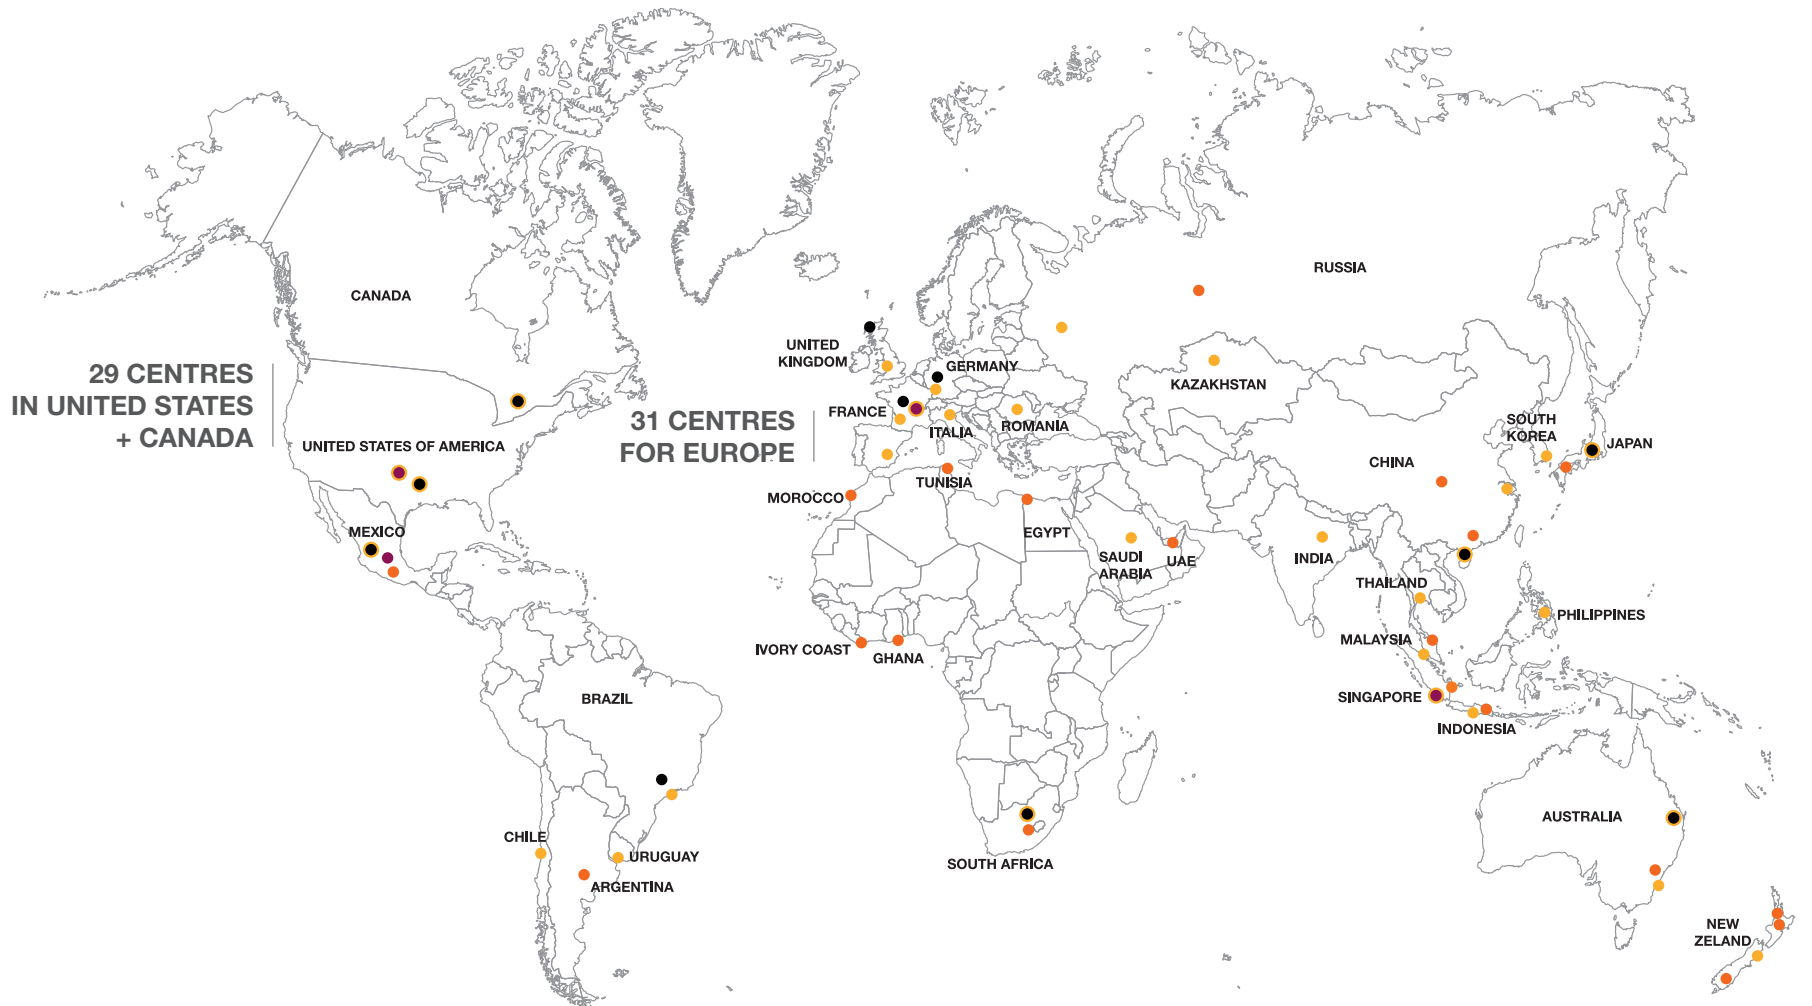 RUSSIA
CANADA
UNITED
KINGDOM
GERMANY
KAZAKHSTAN
29 CENTRES
IN UNITED STATES
+ CANADA
FRANCE
31 CENTRES
FOR EUROPE
ITALIA
ROMANIA
SOUTH
KOREA
JAPAN
UNITED STATES OF AMERICA
CHINA
TUNISIA
MOROCCO
MEXICO
EGYPT
SAUDI
ARABIA
UAE
INDIA
THAILAND
PHILIPPINES
MALAYSIA
IVORY COAST
GHANA
BRAZIL
SINGAPORE
INDONESIA
AUSTRALIA
CHILE
URUGUAY
SOUTH AFRICA
ARGENTINA
NEW
ZELAND